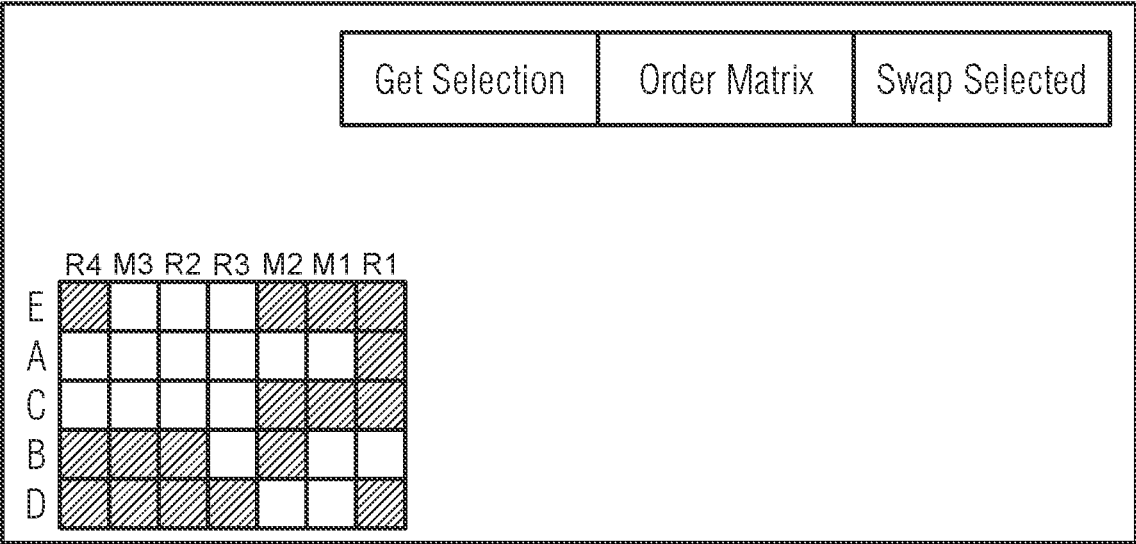 Get Selection Order Matrix Swap Selected
R4 M3 R2 R3 M2 M1 R1
E
A
C
B
D